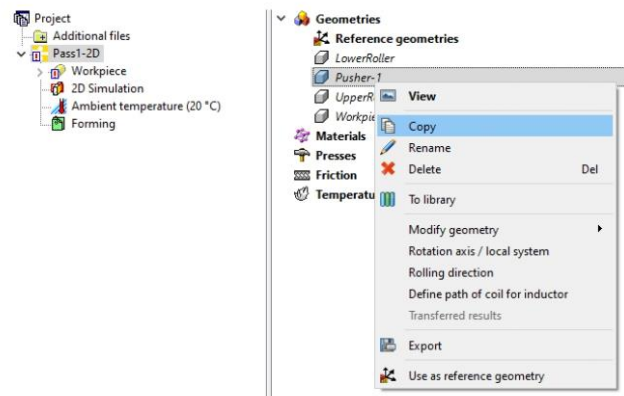 Project
Additional files
Pass1-2D
Workpiece
2D Simulation
Ambient temperature (20 °C)
Forming
Geometries
Reference geometries
LowerRoller
Pusher-1
View
Copy
Rename
Delete Del
To library
Modify geometry
Rotation axis / local system
Rolling direction
Define path of coil for inductor
Transferred results
Export
Use as reference geometry
Materials
Presses
Friction